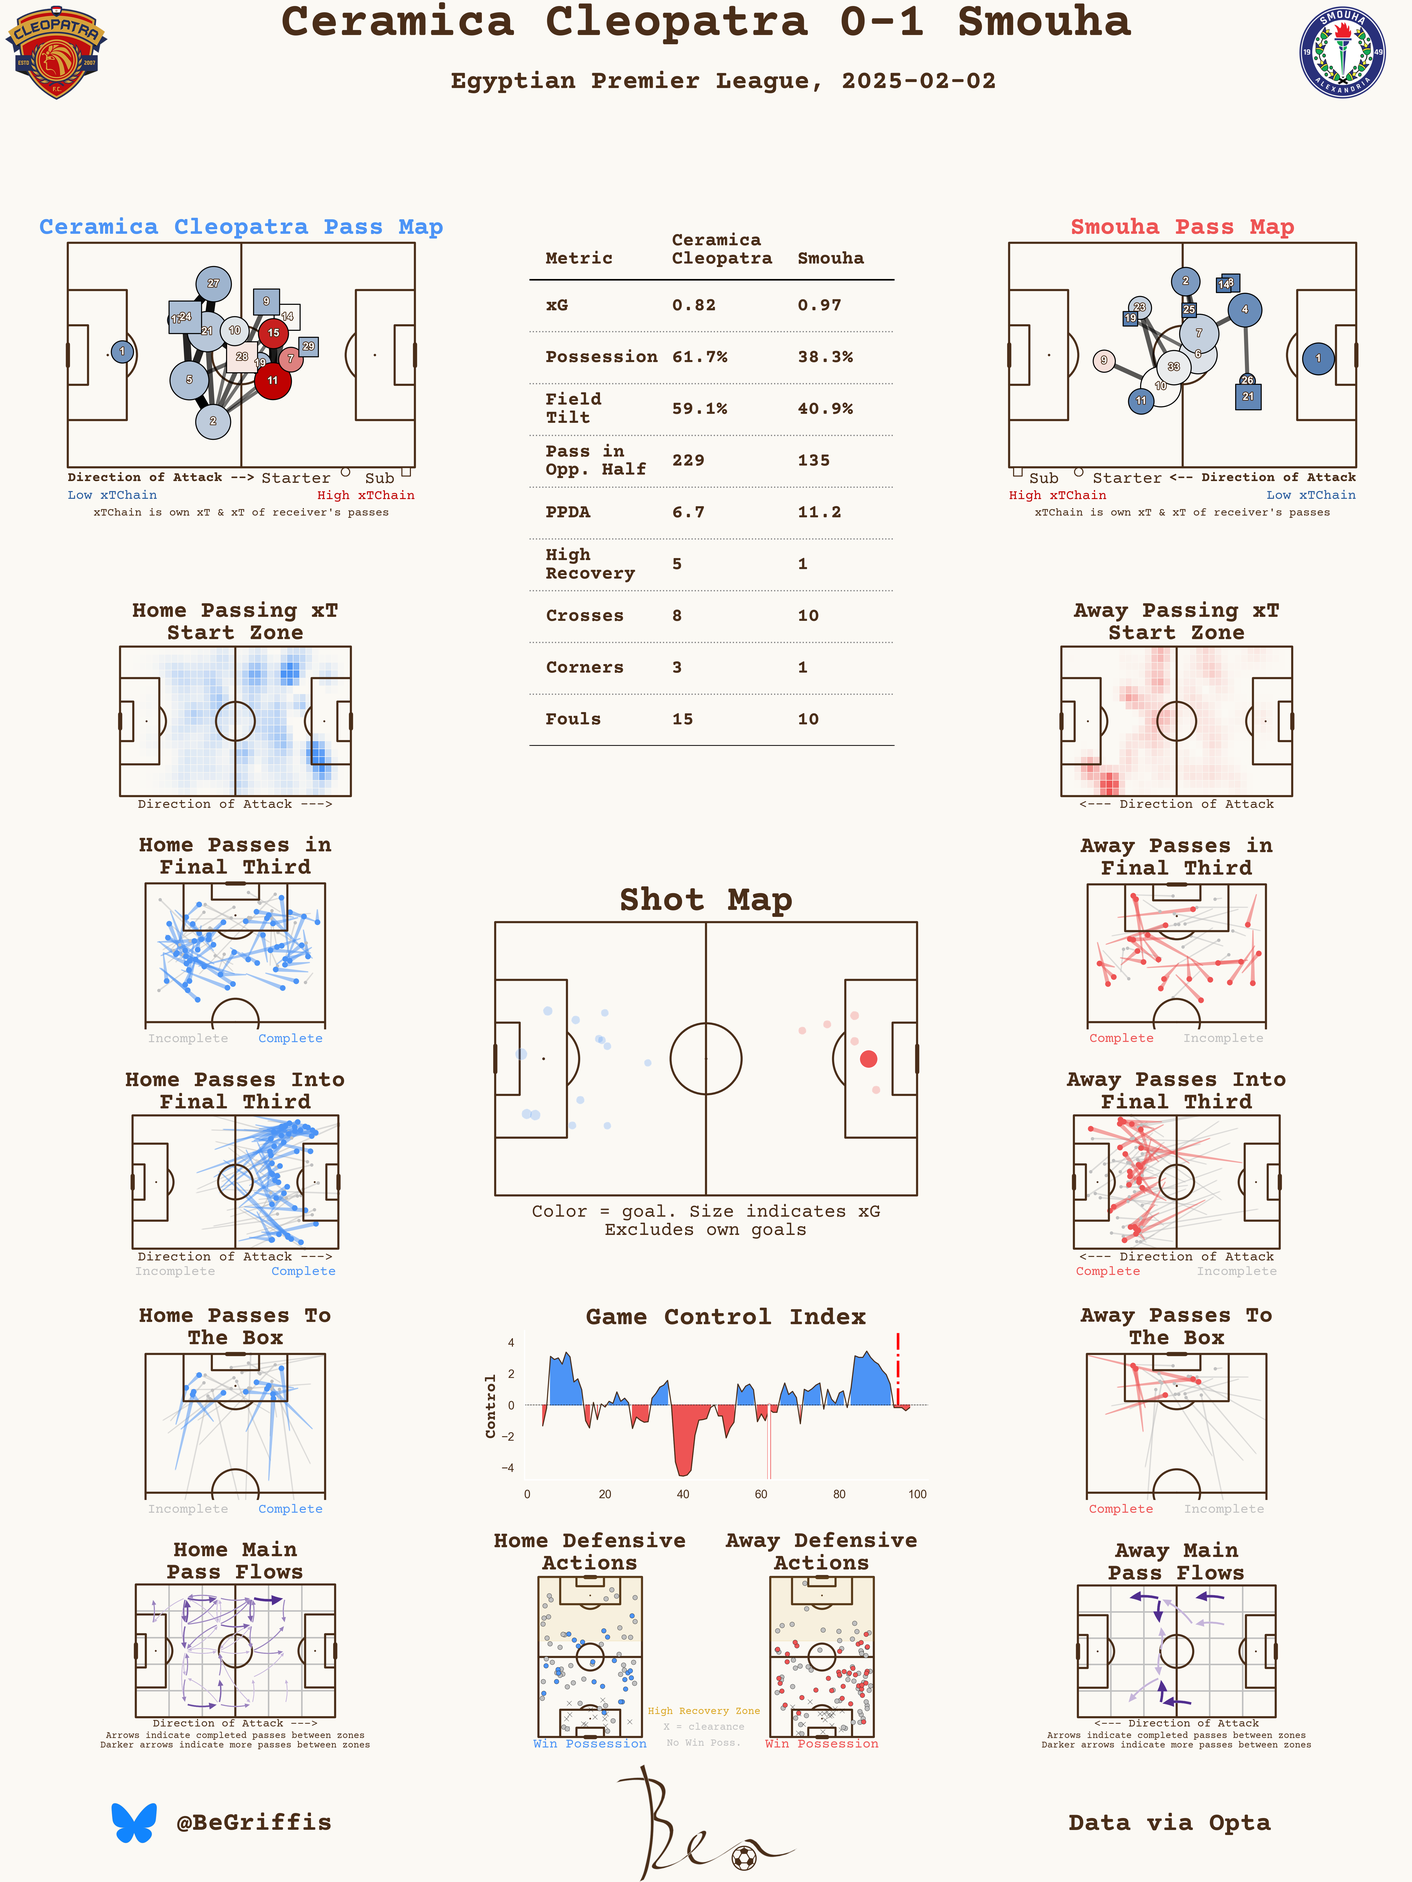 Ceramica Cleopatra 0-1 Smouha
Egyptian Premier League, 2025-02-02
CLEOPATRA
ESTD 2007
F.C.
SMOUHA
19 49
ALEXANDRIA
Ceramica Cleopatra Pass Map
27
9
24
14
21
10
15
29
1
28
19
7
5
11
2
Direction of Attack --> Starter Sub
Low xTChain High xTChain
xTChain is own xT & xT of receiver's passes
Metric Ceramica Cleopatra Smouha
xG 0.82 0.97
Possession 61.7% 38.3%
Field Tilt 59.1% 40.9%
Pass in Opp. Half 229 135
PPDA 6.7 11.2
High Recovery 5 1
Crosses 8 10
Corners 3 1
Fouls 15 10
Smouha Pass Map
2
14
23
25
4
19
7
6
9
1
33
10
26
11
21
Sub Starter <-- Direction of Attack
High xTChain Low xTChain
xTChain is own xT & xT of receiver's passes
Home Passing xT
Start Zone
Direction of Attack --->
Away Passing xT
Start Zone
<--- Direction of Attack
Home Passes in
Final Third
Incomplete Complete
Away Passes in
Final Third
Complete Incomplete
Shot Map
Color = goal. Size indicates xG
Excludes own goals
Home Passes Into
Final Third
Direction of Attack --->
Incomplete Complete
Away Passes Into
Final Third
<--- Direction of Attack
Complete Incomplete
Home Passes To
The Box
Incomplete Complete
Game Control Index
Control
4
2
0
−2
−4
0 20 40 60 80 100
Away Passes To
The Box
Complete Incomplete
Home Main
Pass Flows
Direction of Attack --->
Arrows indicate completed passes between zones
Darker arrows indicate more passes between zones
Home Defensive
Actions
Win Possession
High Recovery Zone
X = clearance
No Win Poss.
Away Defensive
Actions
Win Possession
Away Main
Pass Flows
<--- Direction of Attack
Arrows indicate completed passes between zones
Darker arrows indicate more passes between zones
@BeGriffis
Ben
Data via Opta